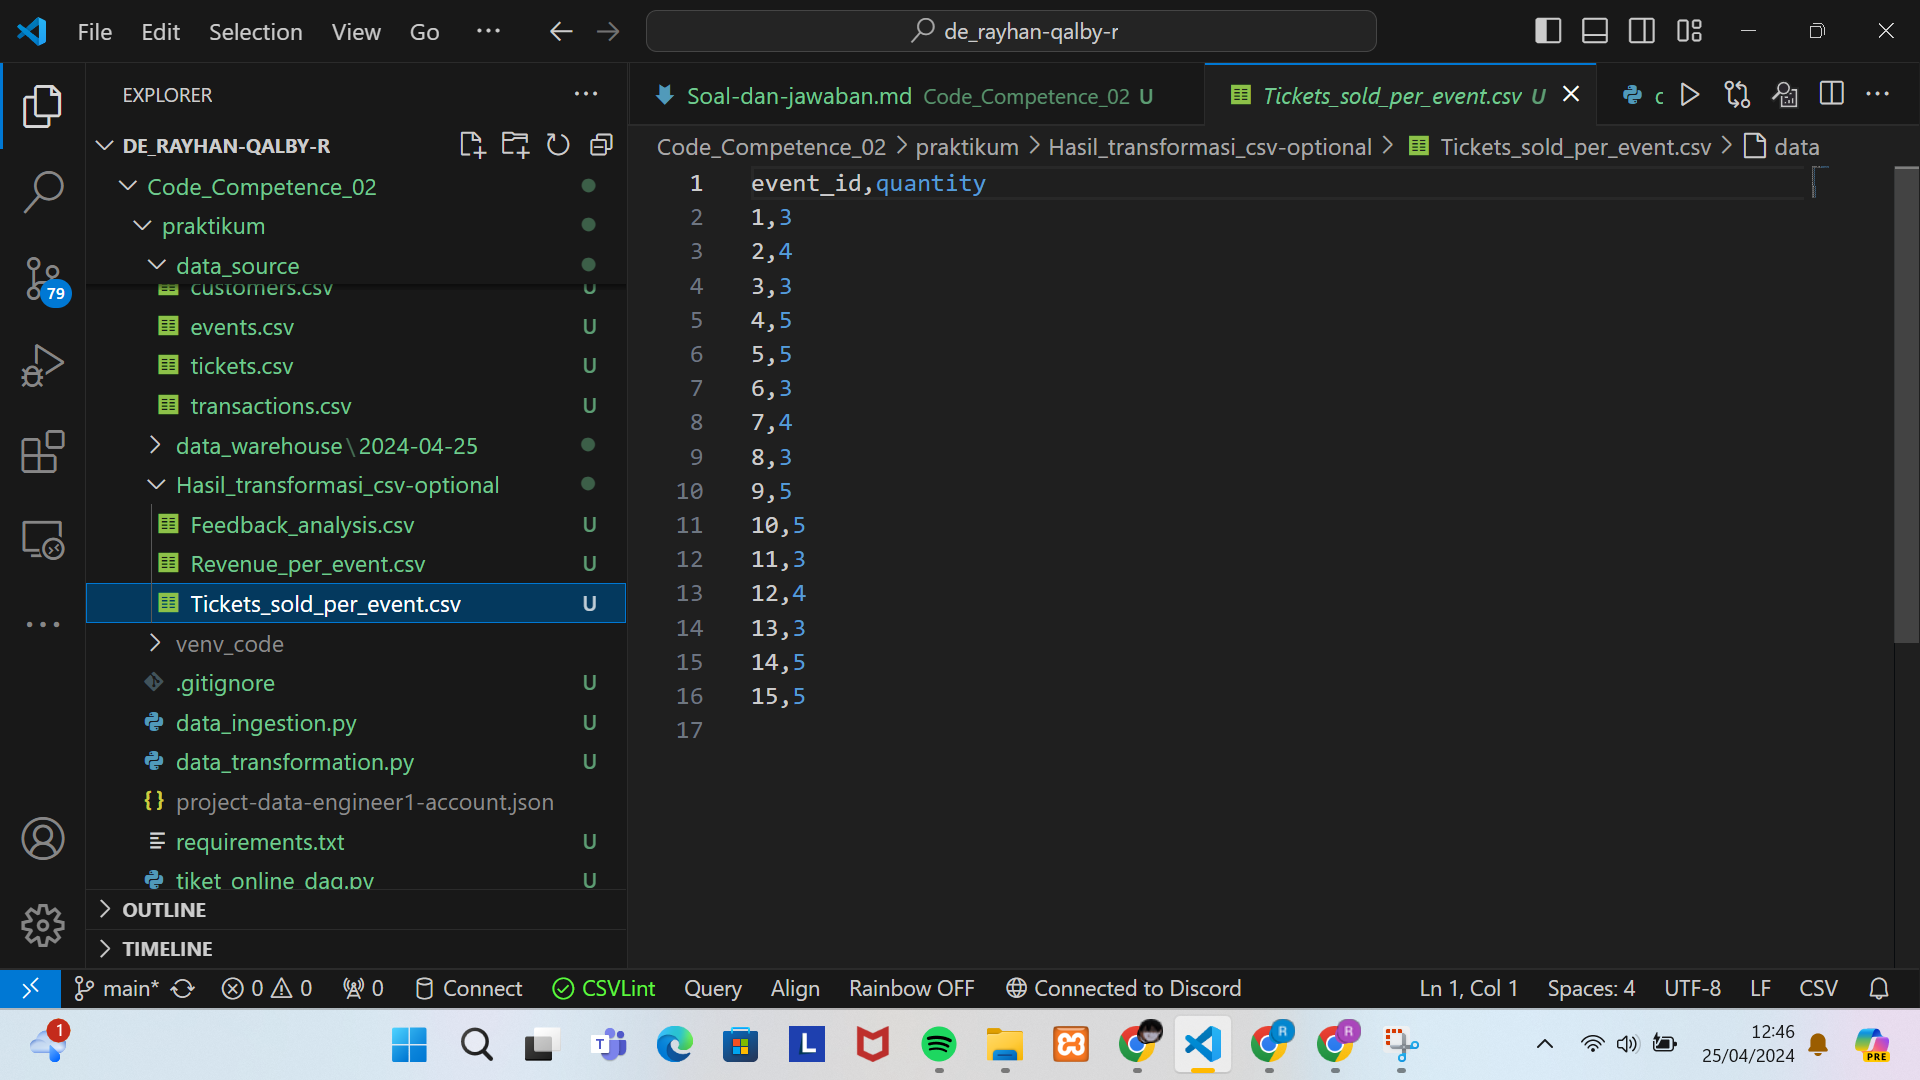 File Edit Selection View Go ···
de_rayhan-qalby-r
EXPLORER
DE_RAYHAN-QALBY-R
Code_Competence_02
praktikum
data_source
customers.csv U
events.csv U
tickets.csv U
transactions.csv U
data_warehouse\2024-04-25
Hasil_transformasi_csv-optional
Feedback_analysis.csv U
Revenue_per_event.csv U
Tickets_sold_per_event.csv U
venv_code
.gitignore U
data_ingestion.py U
data_transformation.py U
project-data-engineer1-account.json
requirements.txt U
tiket_online_dag.py U
OUTLINE
TIMELINE
79
Soal-dan-jawaban.md Code_Competence_02 U
Tickets_sold_per_event.csv U
c
Code_Competence_02 > praktikum > Hasil_transformasi_csv-optional > Tickets_sold_per_event.csv > data
1 event_id,quantity
2 1,3
3 2,4
4 3,3
5 4,5
6 5,5
7 6,3
8 7,4
9 8,3
10 9,5
11 10,5
12 11,3
13 12,4
14 13,3
15 14,5
16 15,5
17
main* 0 0 0 Connect CSVLint Query Align Rainbow OFF Connected to Discord Ln 1, Col 1 Spaces: 4 UTF-8 LF CSV
1
T
L
R
R
12:46
25/04/2024
PRE